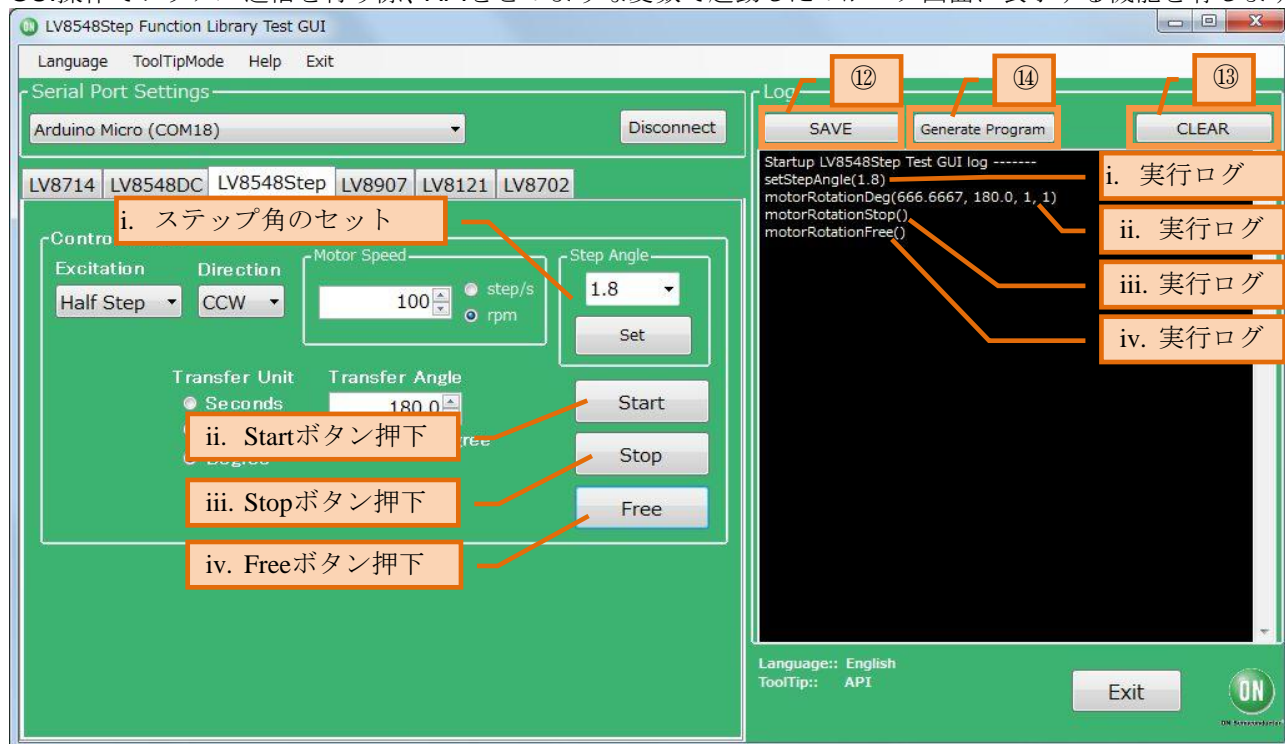 LV8548Step Function Library Test GUI
Language ToolTipMode Help Exit
Serial Port Settings
Arduino Micro (COM18)
Disconnect
LV8714 LV8548DC LV8548Step LV8907 LV8121 LV8702
i. ステップ角のセット
Excitation
Direction
Motor Speed
Step Angle
Half Step
CCW
100
step/s
rpm
1.8
Set
Transfer Unit
Transfer Angle
Seconds
180.0
Start
ii. Startボタン押下
Stop
iii. Stopボタン押下
Free
iv. Freeボタン押下
Log
⑫
⑭
⑬
SAVE
Generate Program
CLEAR
Startup LV8548Step Test GUI log -------
setStepAngle(1.8)
motorRotationDeg(666.6667, 180.0, 1, 1)
motorRotationStop()
motorRotationFree()
i. 実行ログ
ii. 実行ログ
iii. 実行ログ
iv. 実行ログ
Language:: English
ToolTip:: API
Exit
ON
ON Semiconductor